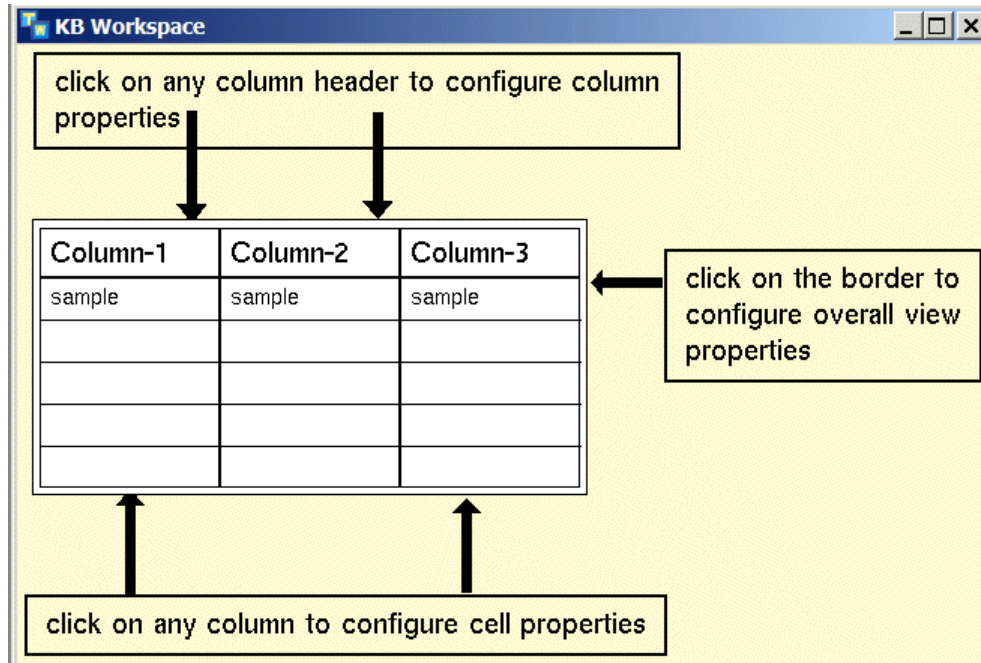 TW KB Workspace
click on any column header to configure column
properties
Column-1 Column-2 Column-3
sample sample sample
click on the border to
configure overall view
properties
click on any column to configure cell properties